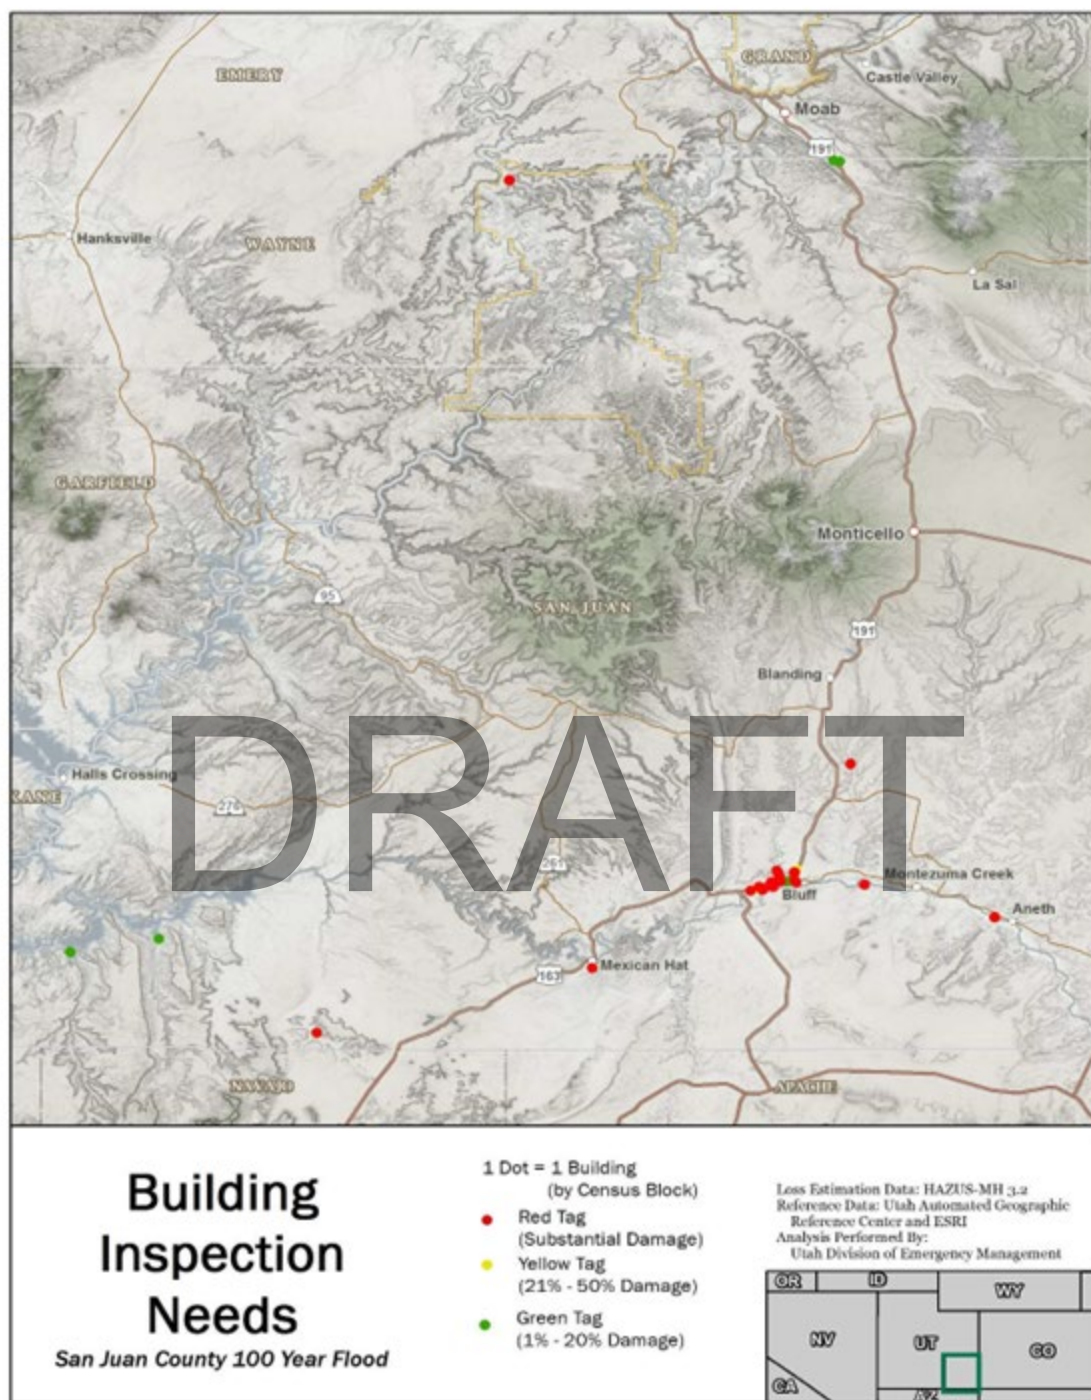 EMERY
GRAND
Castle Valley
Moab
191
Hanksville
WAYNE
La Sal
GARFIELD
Monticello
95
SAN JUAN
191
Blanding
DRAFT
Halls Crossing
KANE
276
261
Montezuma Creek
Bluff
Aneth
Mexican Hat
163
NAVAJO
APACHE
Building
Inspection
Needs
San Juan County 100 Year Flood
1 Dot = 1 Building
(by Census Block)
Red Tag
(Substantial Damage)
Yellow Tag
(21% - 50% Damage)
Green Tag
(1% - 20% Damage)
Loss Estimation Data: HAZUS-MH 3.2
Reference Data: Utah Automated Geographic
Reference Center and ESRI
Analysis Performed By:
Utah Division of Emergency Management
OR
ID
WY
NV
UT
CO
CA
AZ